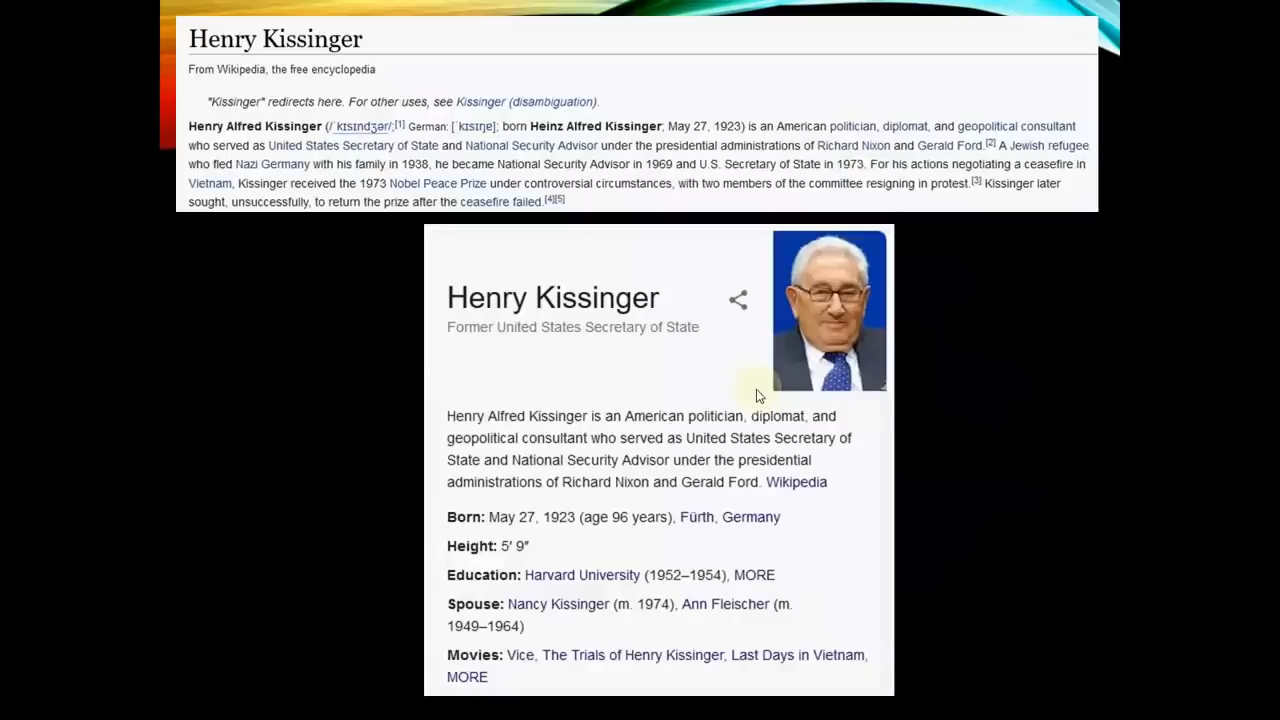 Henry Kissinger
From Wikipedia, the free encyclopedia
"Kissinger" redirects here. For other uses, see Kissinger (disambiguation).
Henry Alfred Kissinger (/ˈkɪsɪndʒər/;[1] German: [ˈkɪsɪŋɐ]; born Heinz Alfred Kissinger; May 27, 1923) is an American politician, diplomat, and geopolitical consultant
who served as United States Secretary of State and National Security Advisor under the presidential administrations of Richard Nixon and Gerald Ford.[2] A Jewish refugee
who fled Nazi Germany with his family in 1938, he became National Security Advisor in 1969 and U.S. Secretary of State in 1973. For his actions negotiating a ceasefire in
Vietnam, Kissinger received the 1973 Nobel Peace Prize under controversial circumstances, with two members of the committee resigning in protest.[3] Kissinger later
sought, unsuccessfully, to return the prize after the ceasefire failed.[4][5]
Henry Kissinger
Former United States Secretary of State
Henry Alfred Kissinger is an American politician, diplomat, and
geopolitical consultant who served as United States Secretary of
State and National Security Advisor under the presidential
administrations of Richard Nixon and Gerald Ford. Wikipedia
Born: May 27, 1923 (age 96 years), Fürth, Germany
Height: 5′ 9″
Education: Harvard University (1952–1954), MORE
Spouse: Nancy Kissinger (m. 1974), Ann Fleischer (m.
1949–1964)
Movies: Vice, The Trials of Henry Kissinger, Last Days in Vietnam,
MORE